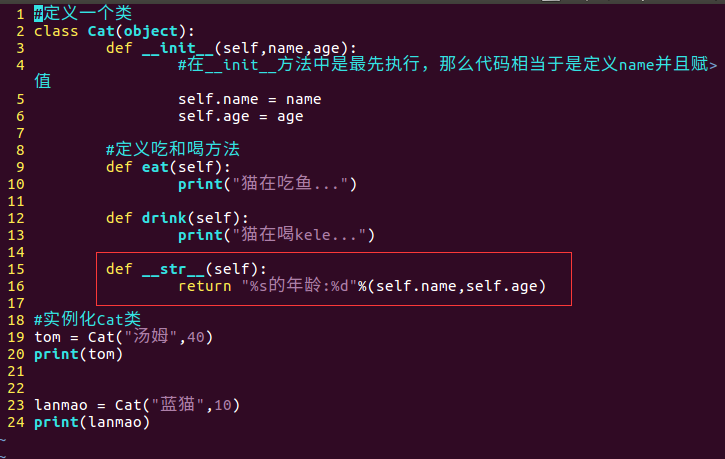 1 #定义一个类
2 class Cat(object):
3         def __init__(self,name,age):
4                 #在__init__方法中是最先执行，那么代码相当于是定义name并且赋>
值
5                 self.name = name
6                 self.age = age
7
8         #定义吃和喝方法
9         def eat(self):
10                 print("猫在吃鱼...")
11
12         def drink(self):
13                 print("猫在喝kele...")
14
15         def __str__(self):
16                 return "%s的年龄:%d"%(self.name,self.age)
17
18 #实例化Cat类
19 tom = Cat("汤姆",40)
20 print(tom)
21
22
23 lanmao = Cat("蓝猫",10)
24 print(lanmao)
~
~